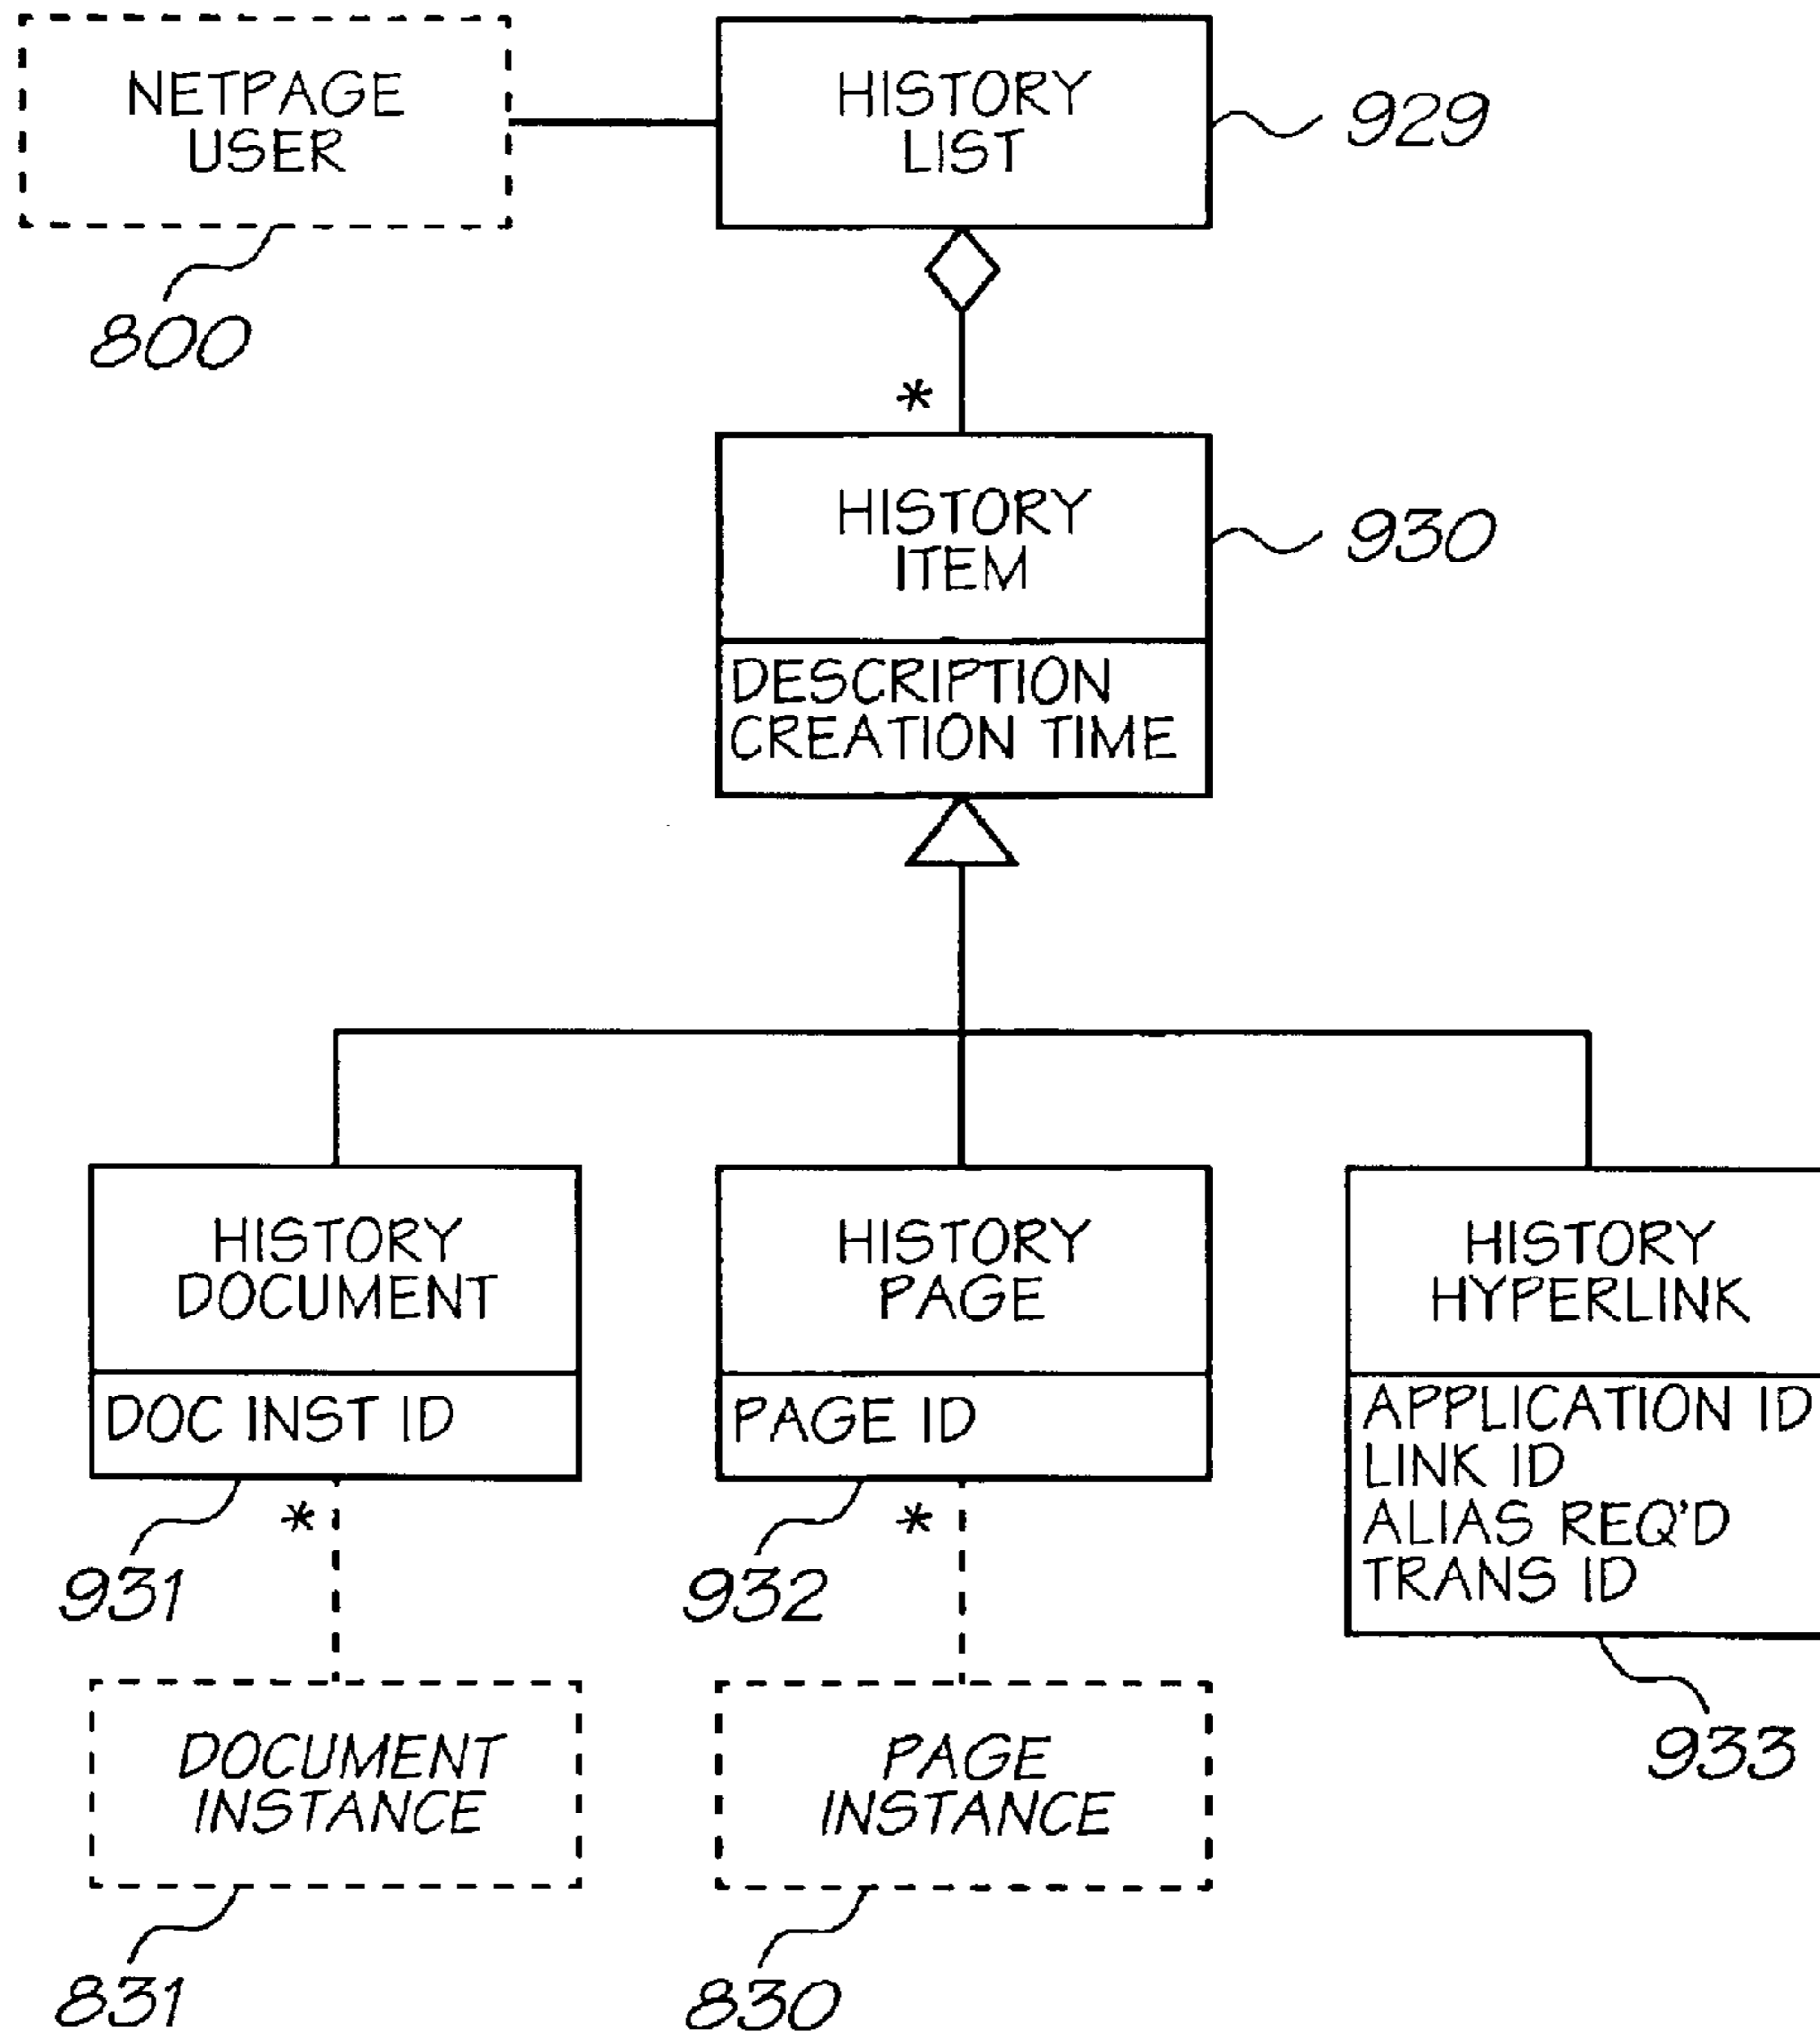 NETPAGE
USER
800
HISTORY
LIST
929
*
HISTORY
ITEM
930
DESCRIPTION
CREATION TIME
HISTORY
DOCUMENT
DOC INST ID
*
931
HISTORY
PAGE
PAGE ID
*
932
HISTORY
HYPERLINK
APPLICATION ID
LINK ID
ALIAS REQ'D
TRANS ID
933
DOCUMENT
INSTANCE
831
PAGE
INSTANCE
830